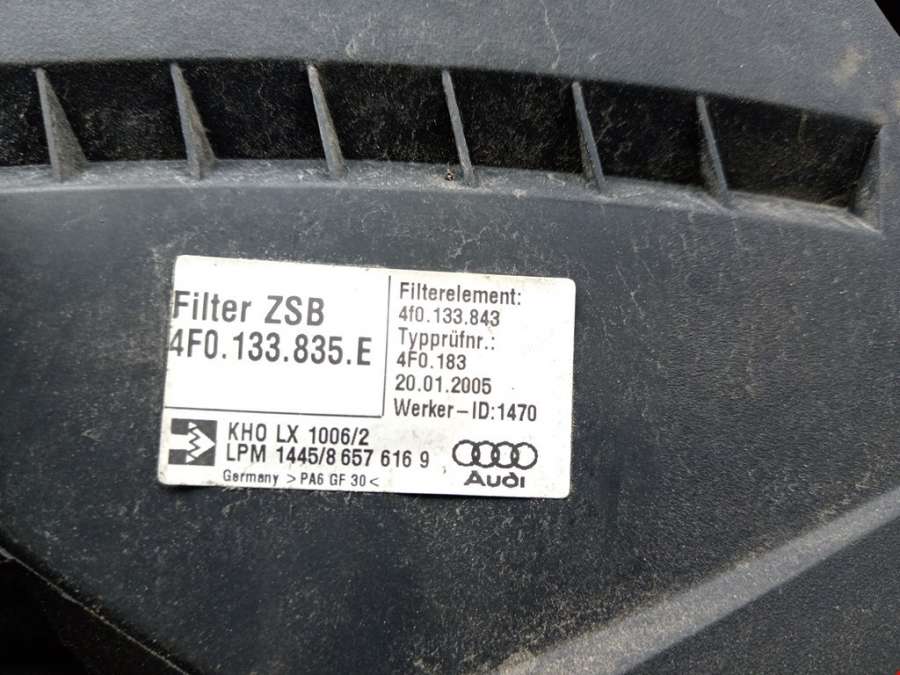 Filter ZSB
4F0.133.835.E
Filterelement:
4f0.133.843
Typprüfnr.:
4F0.183
20.01.2005
Werker-ID:1470
KHO LX 1006/2
LPM 1445/8 657 616 9
Germany >PA6 GF 30<
Audi